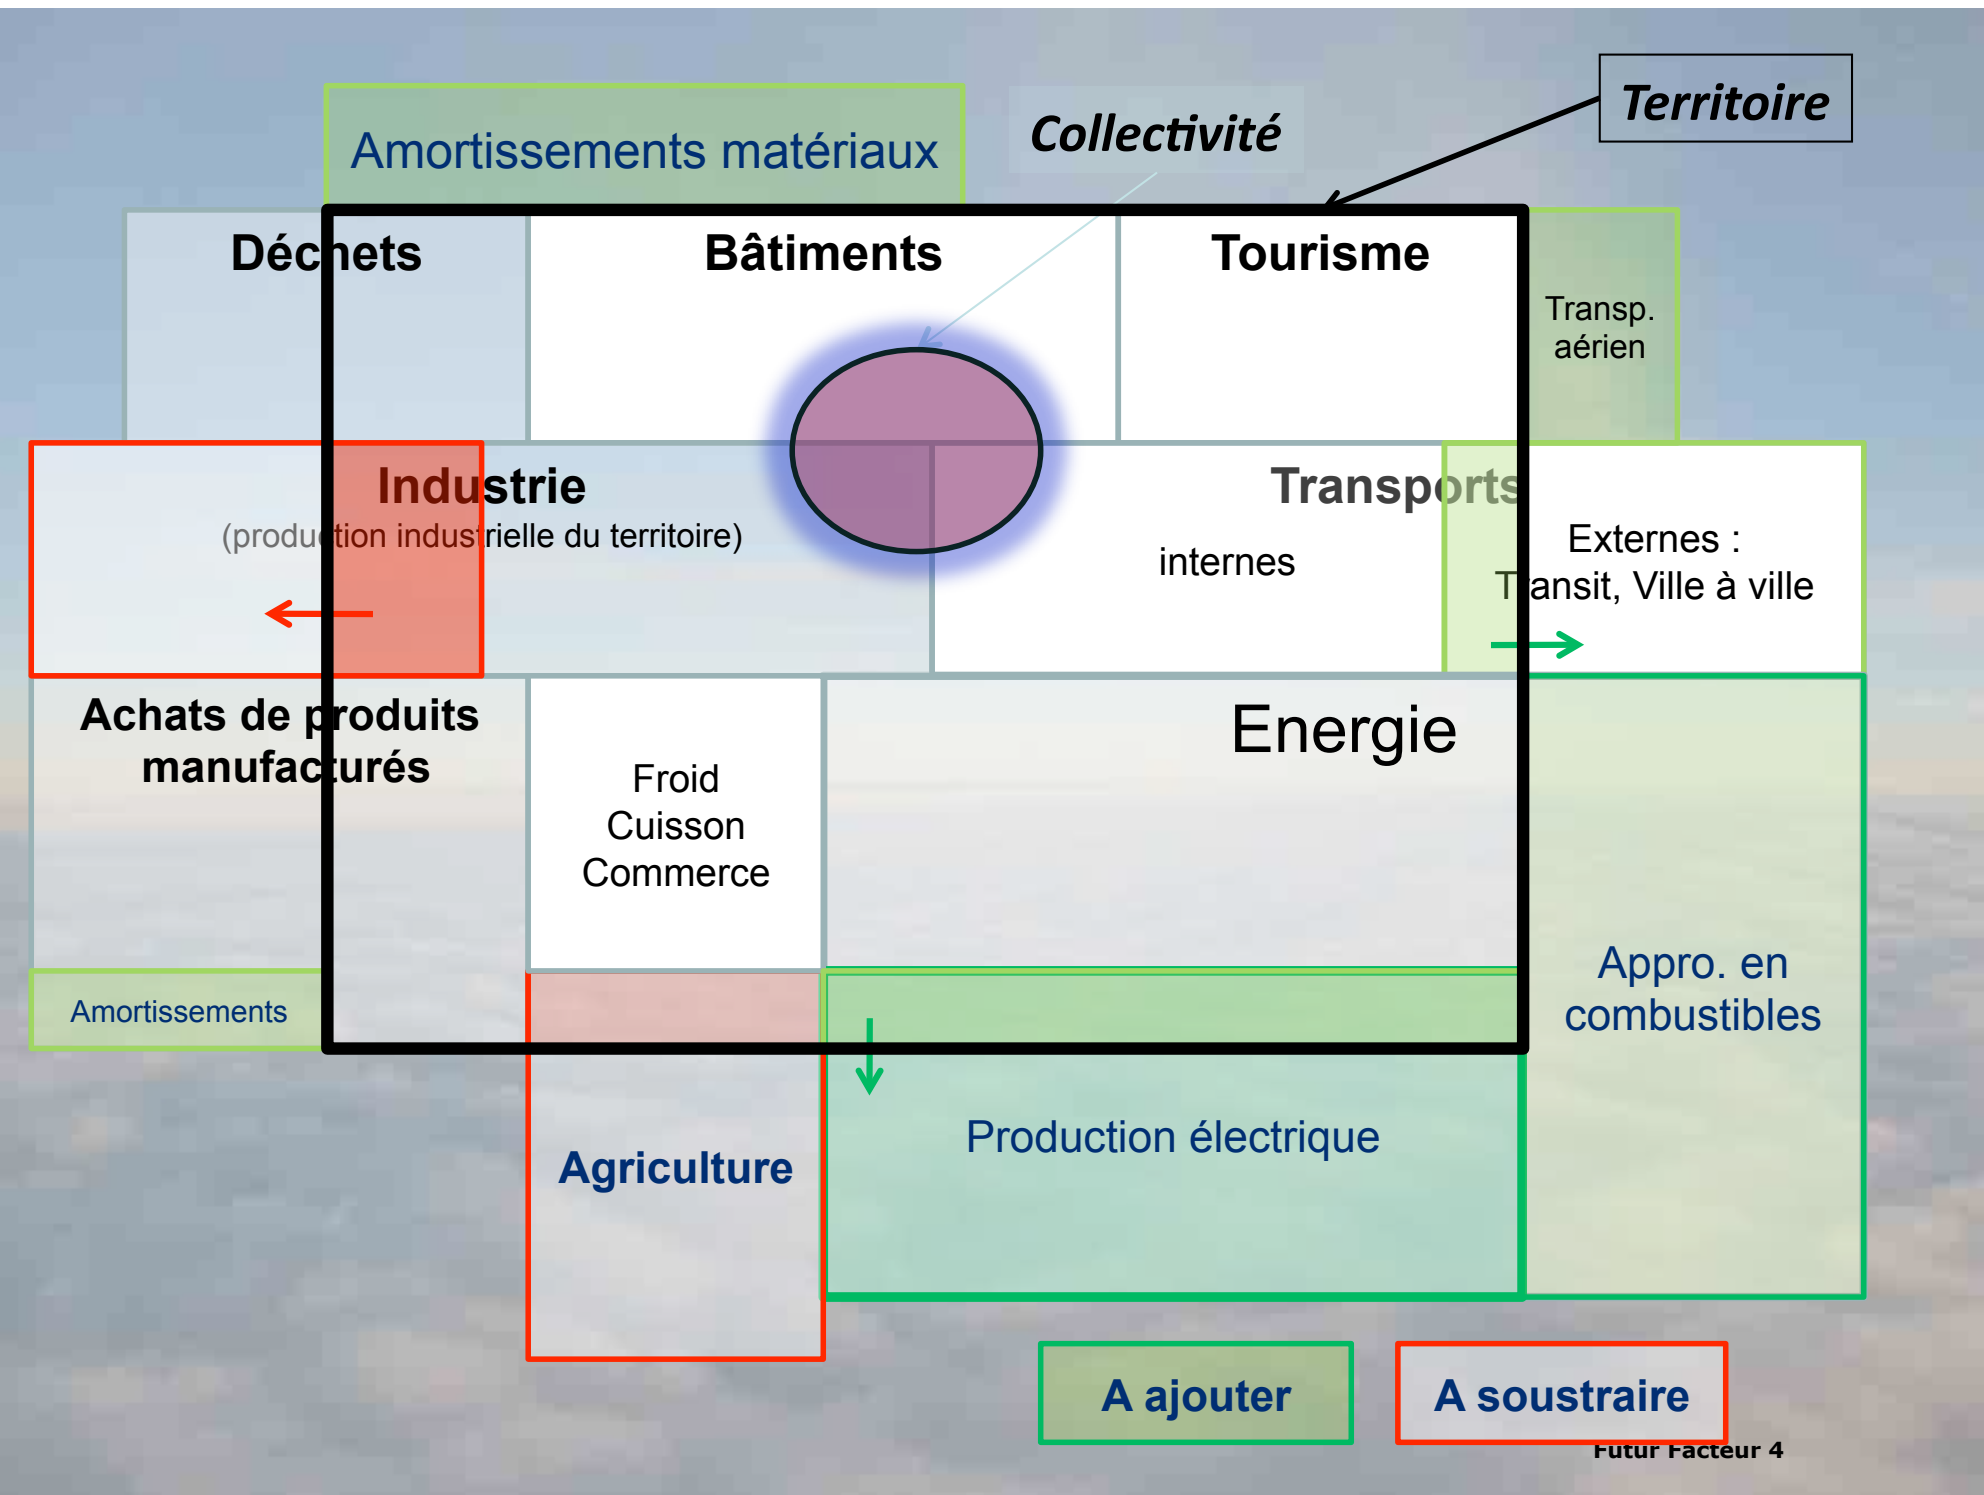 Territoire
Collectivité
Amortissements matériaux
Déchets
Bâtiments
Tourisme
Transp.
aérien
Industrie
(production industrielle du territoire)
Transports
internes
Externes :
Transit, Ville à ville
Achats de produits
manufacturés
Froid
Cuisson
Commerce
Energie
Amortissements
Appro. en
combustibles
Agriculture
Production électrique
A ajouter
A soustraire
Futur Facteur 4